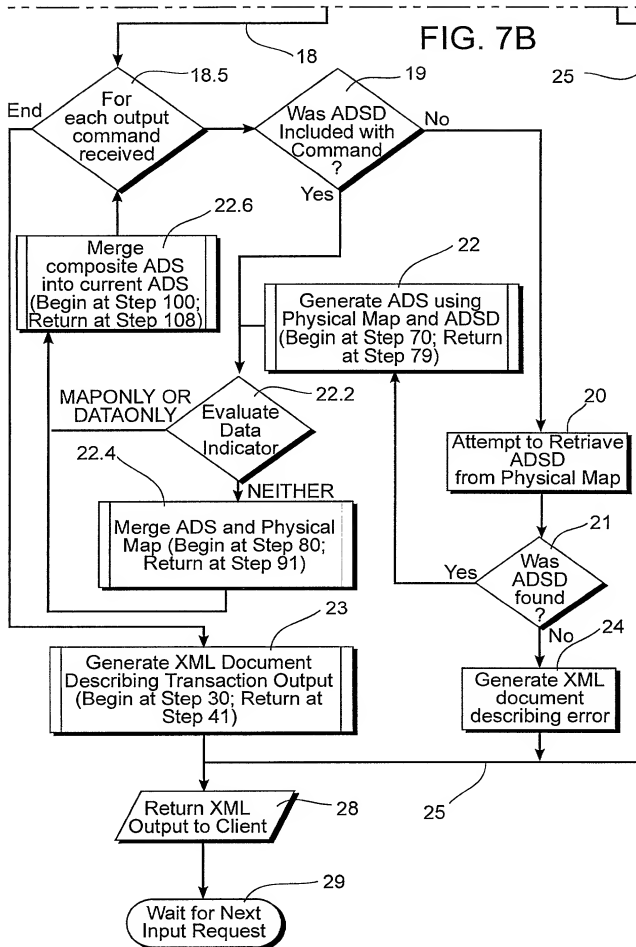 FIG. 7B
18
25
18.5
19
End
For
each output
command
received
Was ADSD
Included with
Command
?
No
Yes
22.6
Merge
composite ADS
into current ADS
(Begin at Step 100;
Return at Step 108)
22
Generate ADS using
Physical Map and ADSD
(Begin at Step 70; Return
at Step 79)
MAPONLY OR
DATAONLY
22.2
Evaluate
Data
Indicator
20
Attempt to Retriave
ADSD
from Physical Map
22.4
NEITHER
Merge ADS and Physical
Map (Begin at Step 80;
Return at Step 91)
21
Yes
Was
ADSD
found
?
No
23
Generate XML Document
Describing Transaction Output
(Begin at Step 30; Return at
Step 41)
24
Generate XML
document
describing error
25
Return XML
Output to Client
28
29
Wait for Next
Input Request